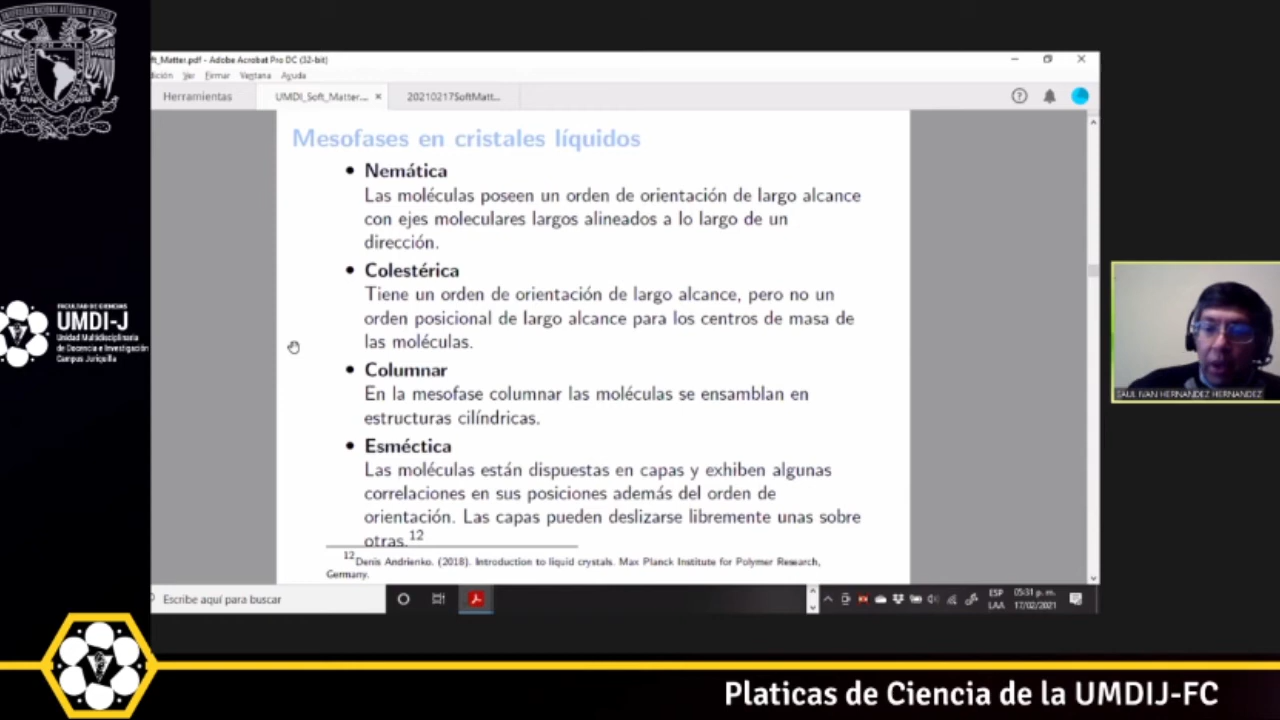 ft_Matter.pdf - Adobe Acrobat Pro DC (32-bit)
ición Ver Firmar Ventana Ayuda
Herramientas
UMDI_Soft_Matter... ×
20210217SoftMatt...
Mesofases en cristales líquidos
• Nemática
Las moléculas poseen un orden de orientación de largo alcance
con ejes moleculares largos alineados a lo largo de un
dirección.
• Colestérica
Tiene un orden de orientación de largo alcance, pero no un
orden posicional de largo alcance para los centros de masa de
las moléculas.
• Columnar
En la mesofase columnar las moléculas se ensamblan en
estructuras cilíndricas.
• Esméctica
Las moléculas están dispuestas en capas y exhiben algunas
correlaciones en sus posiciones además del orden de
orientación. Las capas pueden deslizarse libremente unas sobre
otras.12
12Denis Andrienko. (2018). Introduction to liquid crystals. Max Planck Institute for Polymer Research,
Germany.
FACULTAD DE CIENCIAS
UMDI-J
Unidad Multidisciplinaria
de Docencia e Investigación
Campus Juriquilla
SAUL IVAN HERNANDEZ HERNANDEZ
Escribe aquí para buscar
ESP
LAA
05:31 p. m.
17/02/2021
Platicas de Ciencia de la UMDIJ-FC